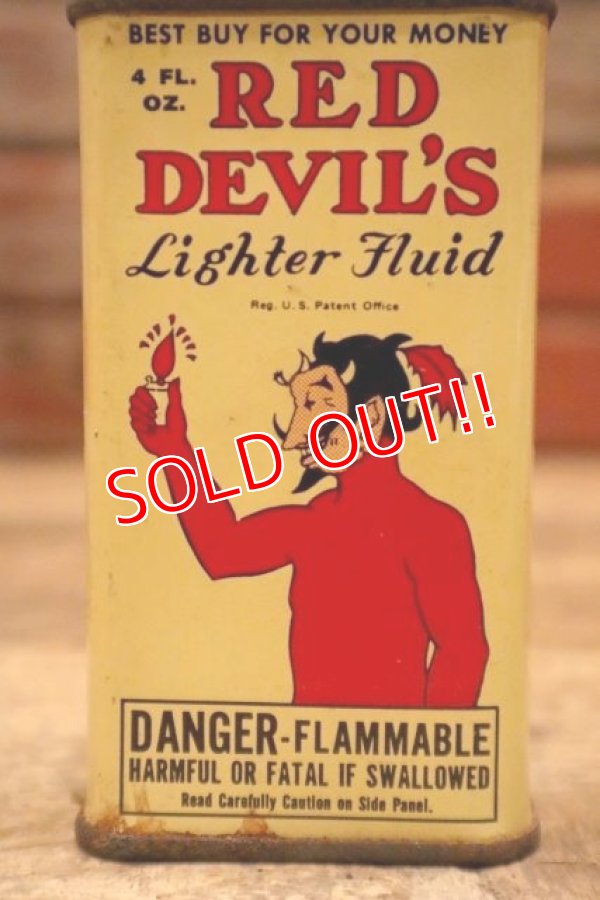 BEST BUY FOR YOUR MONEY
4 FL.
OZ.
RED
DEVIL'S
Lighter Fluid
Reg. U.S. Patent Office
SOLD OUT!!
DANGER-FLAMMABLE
HARMFUL OR FATAL IF SWALLOWED
Read Carefully Caution on Side Panel.